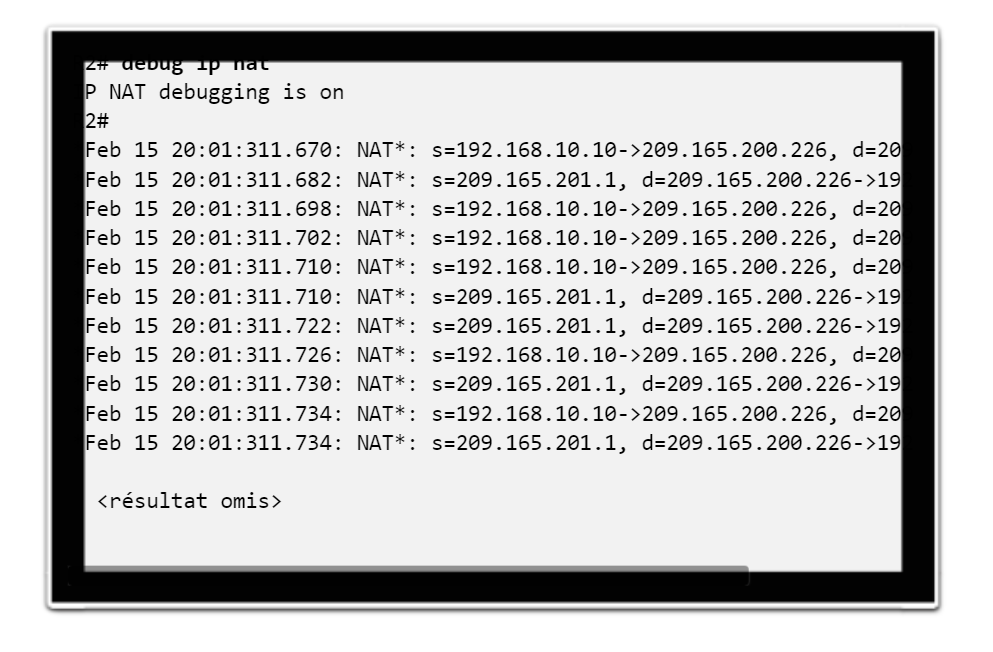 2# debug ip nat
P NAT debugging is on
2#
Feb 15 20:01:311.670: NAT*: s=192.168.10.10->209.165.200.226, d=20
Feb 15 20:01:311.682: NAT*: s=209.165.201.1, d=209.165.200.226->19
Feb 15 20:01:311.698: NAT*: s=192.168.10.10->209.165.200.226, d=20
Feb 15 20:01:311.702: NAT*: s=192.168.10.10->209.165.200.226, d=20
Feb 15 20:01:311.710: NAT*: s=192.168.10.10->209.165.200.226, d=20
Feb 15 20:01:311.710: NAT*: s=209.165.201.1, d=209.165.200.226->19
Feb 15 20:01:311.722: NAT*: s=209.165.201.1, d=209.165.200.226->19
Feb 15 20:01:311.726: NAT*: s=192.168.10.10->209.165.200.226, d=20
Feb 15 20:01:311.730: NAT*: s=209.165.201.1, d=209.165.200.226->19
Feb 15 20:01:311.734: NAT*: s=192.168.10.10->209.165.200.226, d=20
Feb 15 20:01:311.734: NAT*: s=209.165.201.1, d=209.165.200.226->19
<résultat omis>